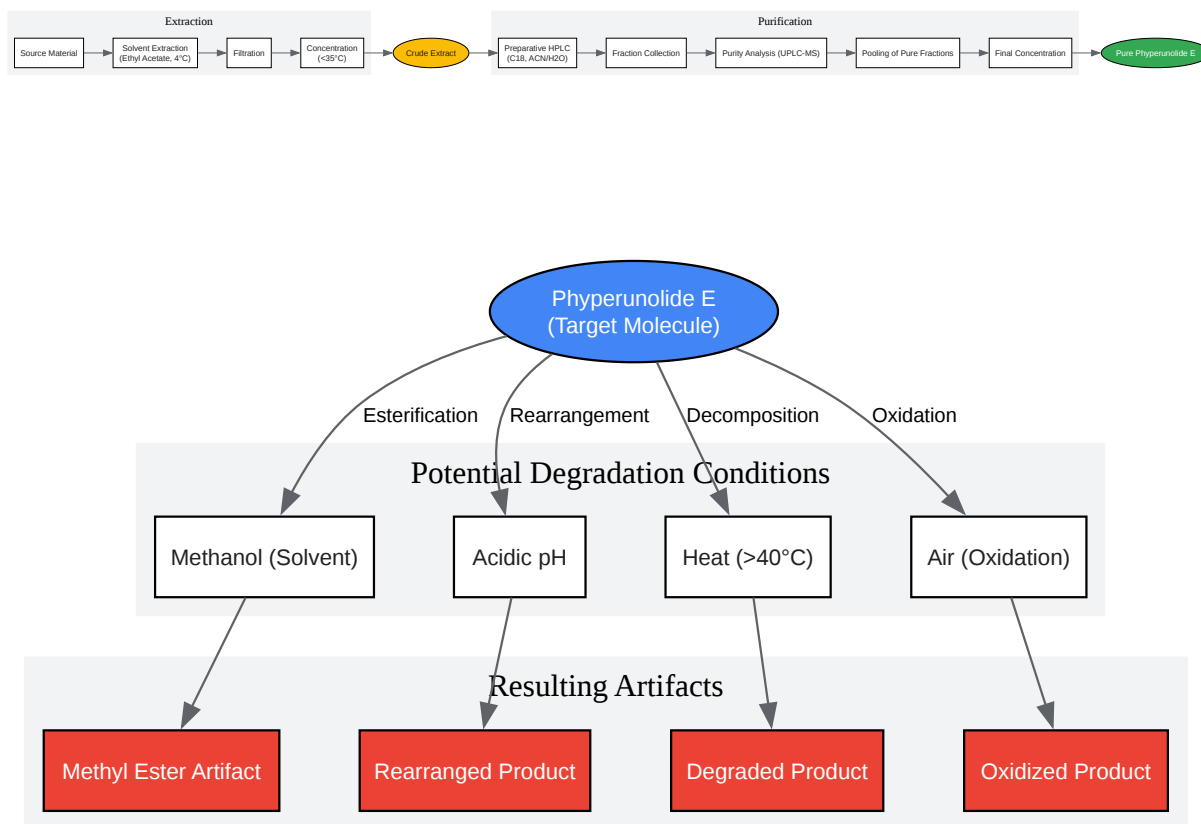 Extraction
Purification
Source Material
Solvent Extraction
(Ethyl Acetate, 4°C)
Filtration
Concentration
(<35°C)
Crude Extract
Preparative HPLC
(C18, ACN/H2O)
Fraction Collection
Purity Analysis (UPLC-MS)
Pooling of Pure Fractions
Final Concentration
Pure Phyperunolide E
Phyperunolide E
(Target Molecule)
Esterification
Rearrangement
Decomposition
Oxidation
Potential Degradation Conditions
Methanol (Solvent)
Acidic pH
Heat (>40°C)
Air (Oxidation)
Resulting Artifacts
Methyl Ester Artifact
Rearranged Product
Degraded Product
Oxidized Product